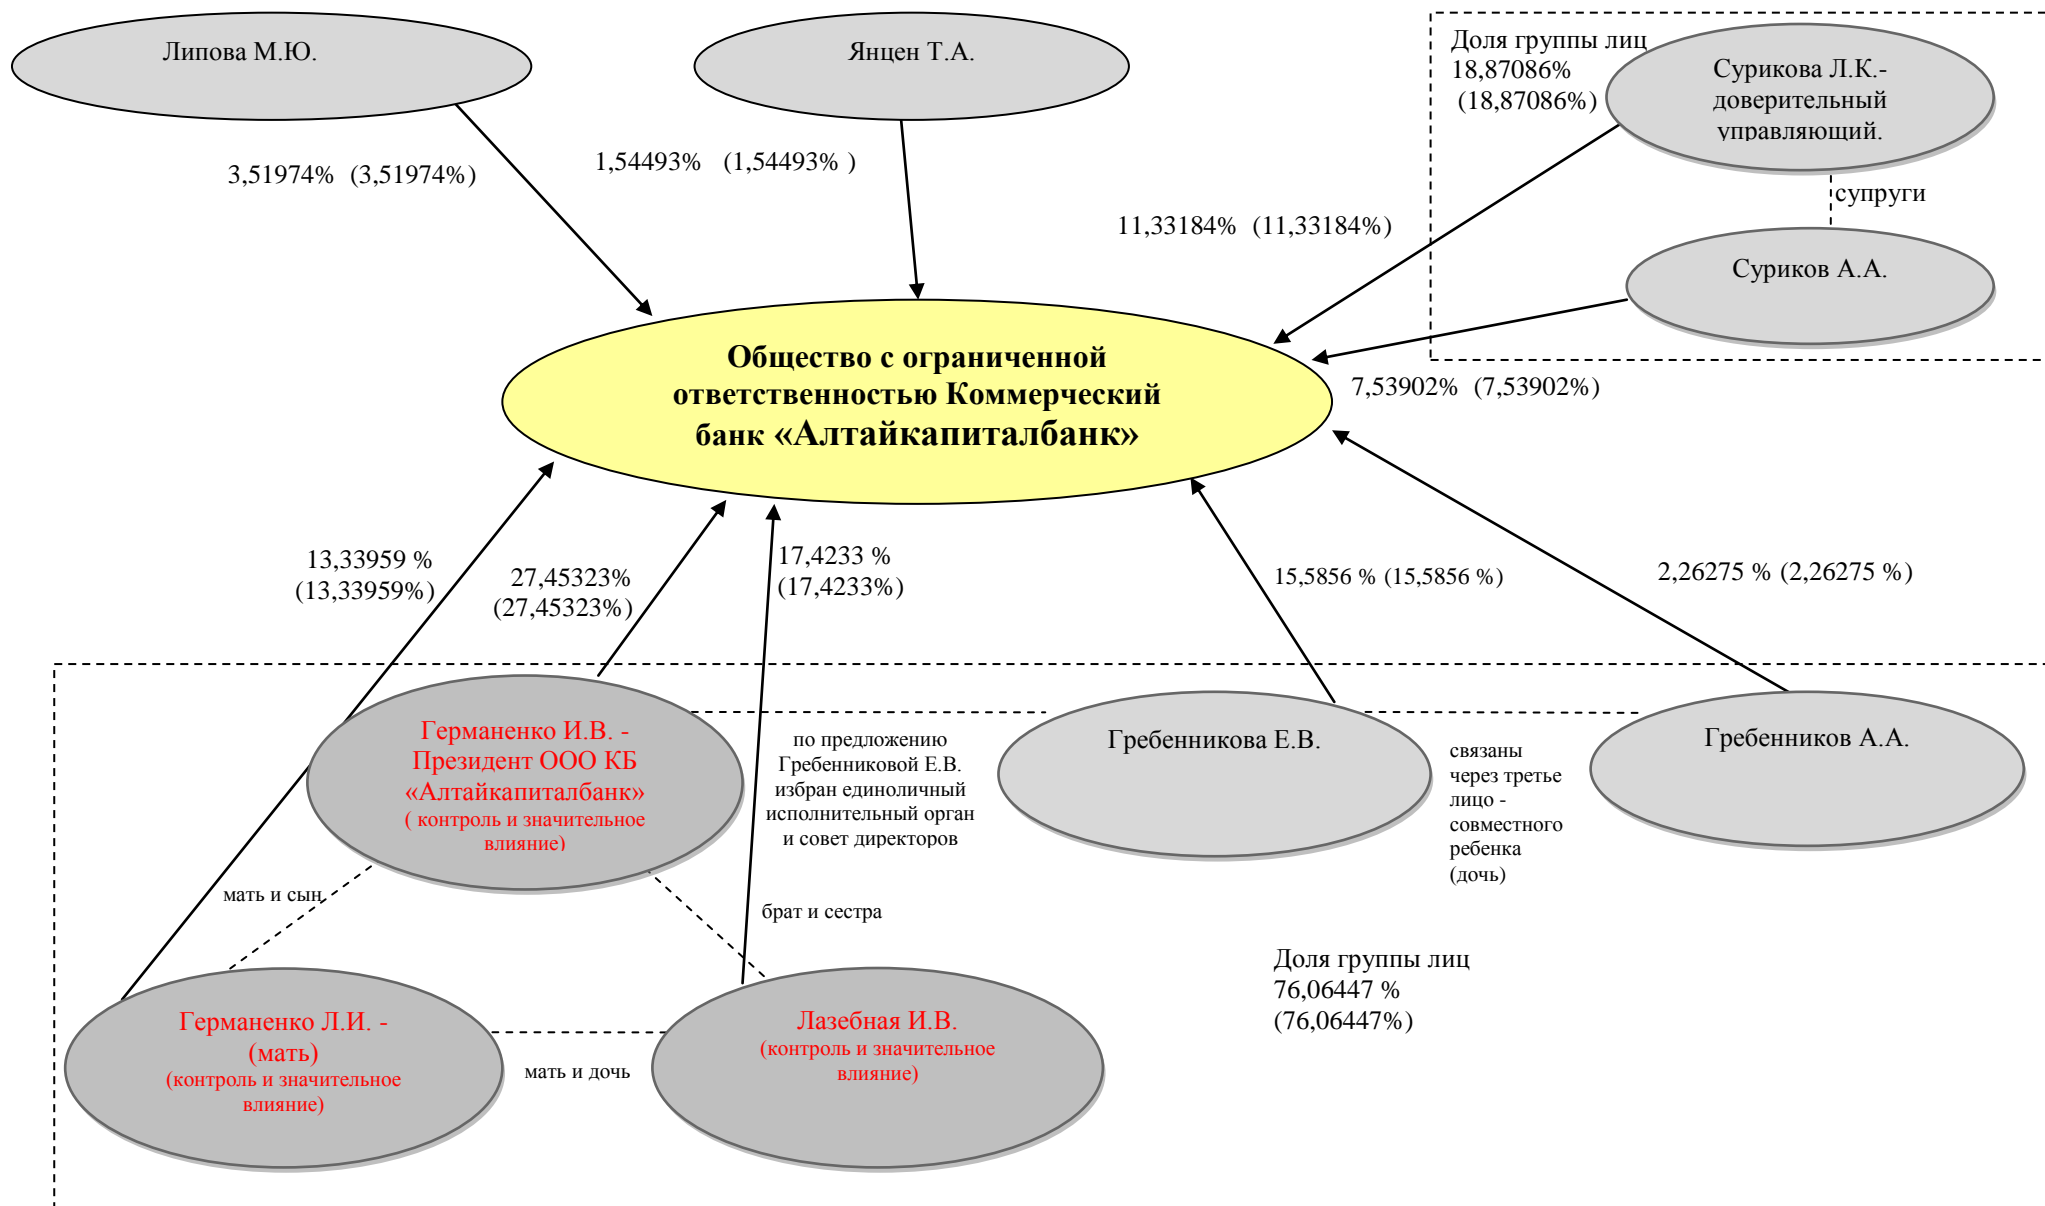 Липова М.Ю.
Янцен Т.А.
Доля группы лиц
18,87086%
(18,87086%)
Сурикова Л.К.-
доверительный
управляющий.
3,51974% (3,51974%)
1,54493% (1,54493% )
супруги
11,33184% (11,33184%)
Суриков А.А.
Общество с ограниченной
ответственностью Коммерческий
банк «Алтайкапиталбанк»
7,53902% (7,53902%)
13,33959 %
(13,33959%)
27,45323%
(27,45323%)
17,4233 %
(17,4233%)
15,5856 % (15,5856 %)
2,26275 % (2,26275 %)
Германенко И.В. -
Президент ООО КБ
«Алтайкапиталбанк»
( контроль и значительное
влияние)
по предложению
Гребенниковой Е.В.
избран единоличный
исполнительный орган
и совет директоров
Гребенникова Е.В.
связаны
через третье
лицо -
совместного
ребенка
(дочь)
Гребенников А.А.
мать и сын
брат и сестра
Доля группы лиц
76,06447 %
(76,06447%)
Германенко Л.И. -
(мать)
(контроль и значительное
влияние)
мать и дочь
Лазебная И.В.
(контроль и значительное
влияние)